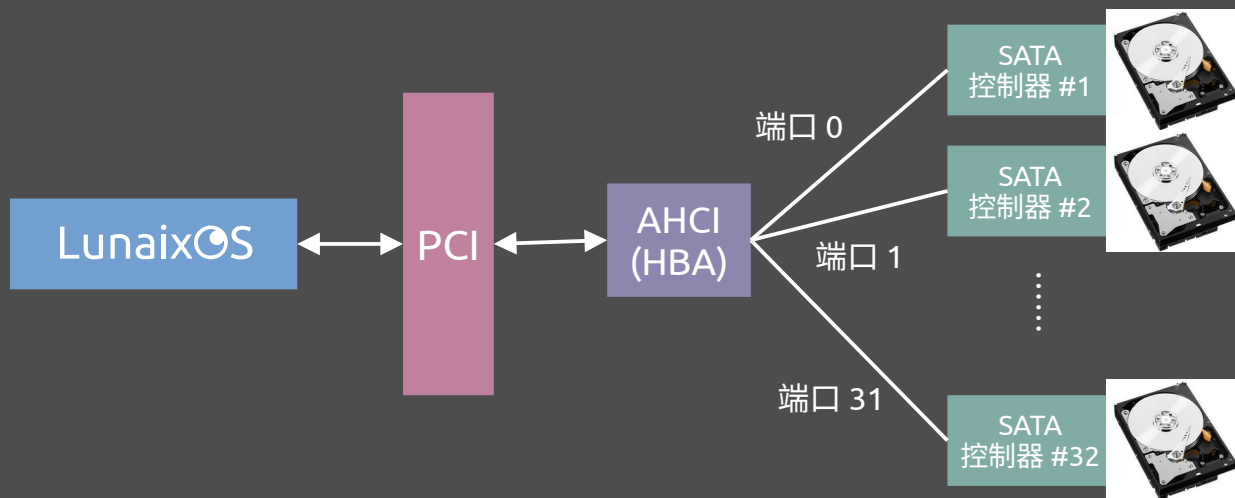 LunaixOS
PCI
AHCI
(HBA)
端口 0
端口 1
端口 31
SATA
控制器 #1
SATA
控制器 #2
......
SATA
控制器 #32